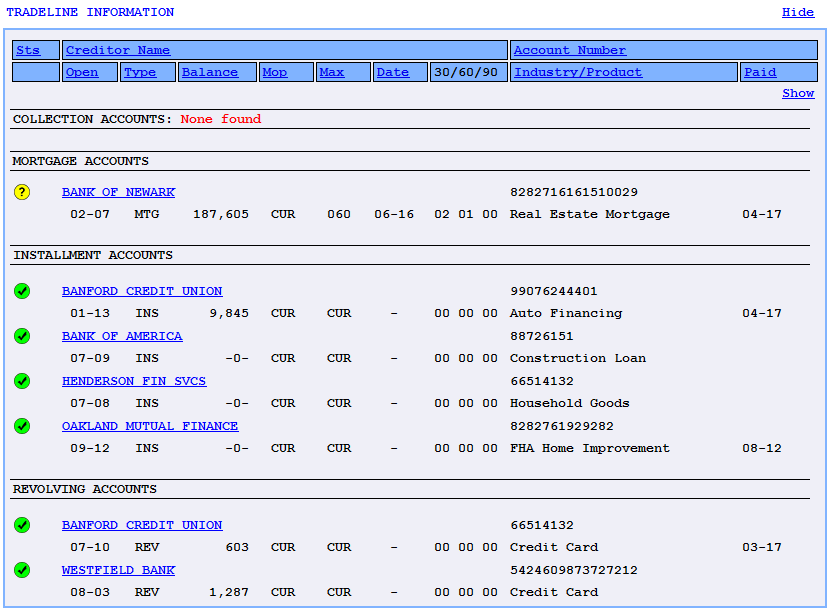 TRADELINE INFORMATION Hide
Sts Creditor Name Account Number
Open Type Balance Mop Max Date 30/60/90 Industry/Product Paid
Show
COLLECTION ACCOUNTS: None found
MORTGAGE ACCOUNTS
? BANK OF NEWARK 8282716161510029
02-07 MTG 187,605 CUR 060 06-16 02 01 00 Real Estate Mortgage 04-17
INSTALLMENT ACCOUNTS
BANFORD CREDIT UNION 99076244401
01-13 INS 9,845 CUR CUR - 00 00 00 Auto Financing 04-17
BANK OF AMERICA 88726151
07-09 INS -0- CUR CUR - 00 00 00 Construction Loan
HENDERSON FIN SVCS 66514132
07-08 INS -0- CUR CUR - 00 00 00 Household Goods
OAKLAND MUTUAL FINANCE 8282761929282
09-12 INS -0- CUR CUR - 00 00 00 FHA Home Improvement 08-12
REVOLVING ACCOUNTS
BANFORD CREDIT UNION 66514132
07-10 REV 603 CUR CUR - 00 00 00 Credit Card 03-17
WESTFIELD BANK 5424609873727212
08-03 REV 1,287 CUR CUR - 00 00 00 Credit Card